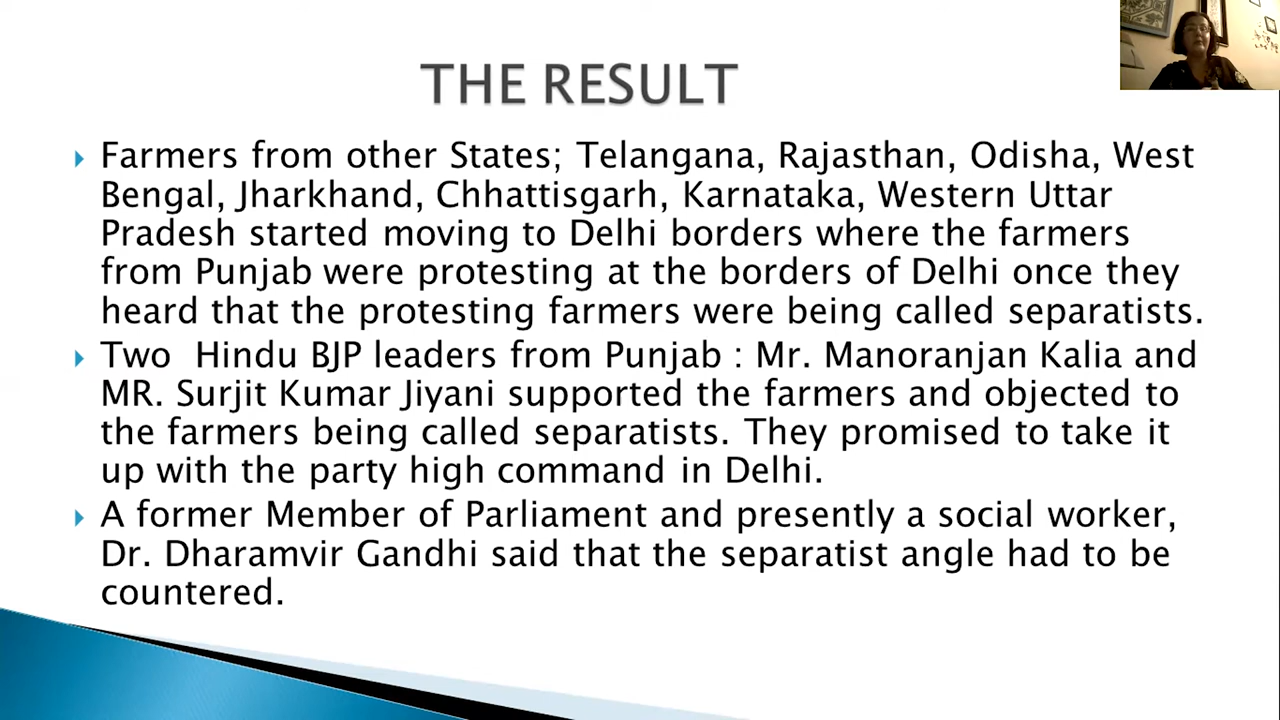 THE RESULT
Farmers from other States; Telangana, Rajasthan, Odisha, West
Bengal, Jharkhand, Chhattisgarh, Karnataka, Western Uttar
Pradesh started moving to Delhi borders where the farmers
from Punjab were protesting at the borders of Delhi once they
heard that the protesting farmers were being called separatists.
Two  Hindu BJP leaders from Punjab : Mr. Manoranjan Kalia and
MR. Surjit Kumar Jiyani supported the farmers and objected to
the farmers being called separatists. They promised to take it
up with the party high command in Delhi.
A former Member of Parliament and presently a social worker,
Dr. Dharamvir Gandhi said that the separatist angle had to be
countered.